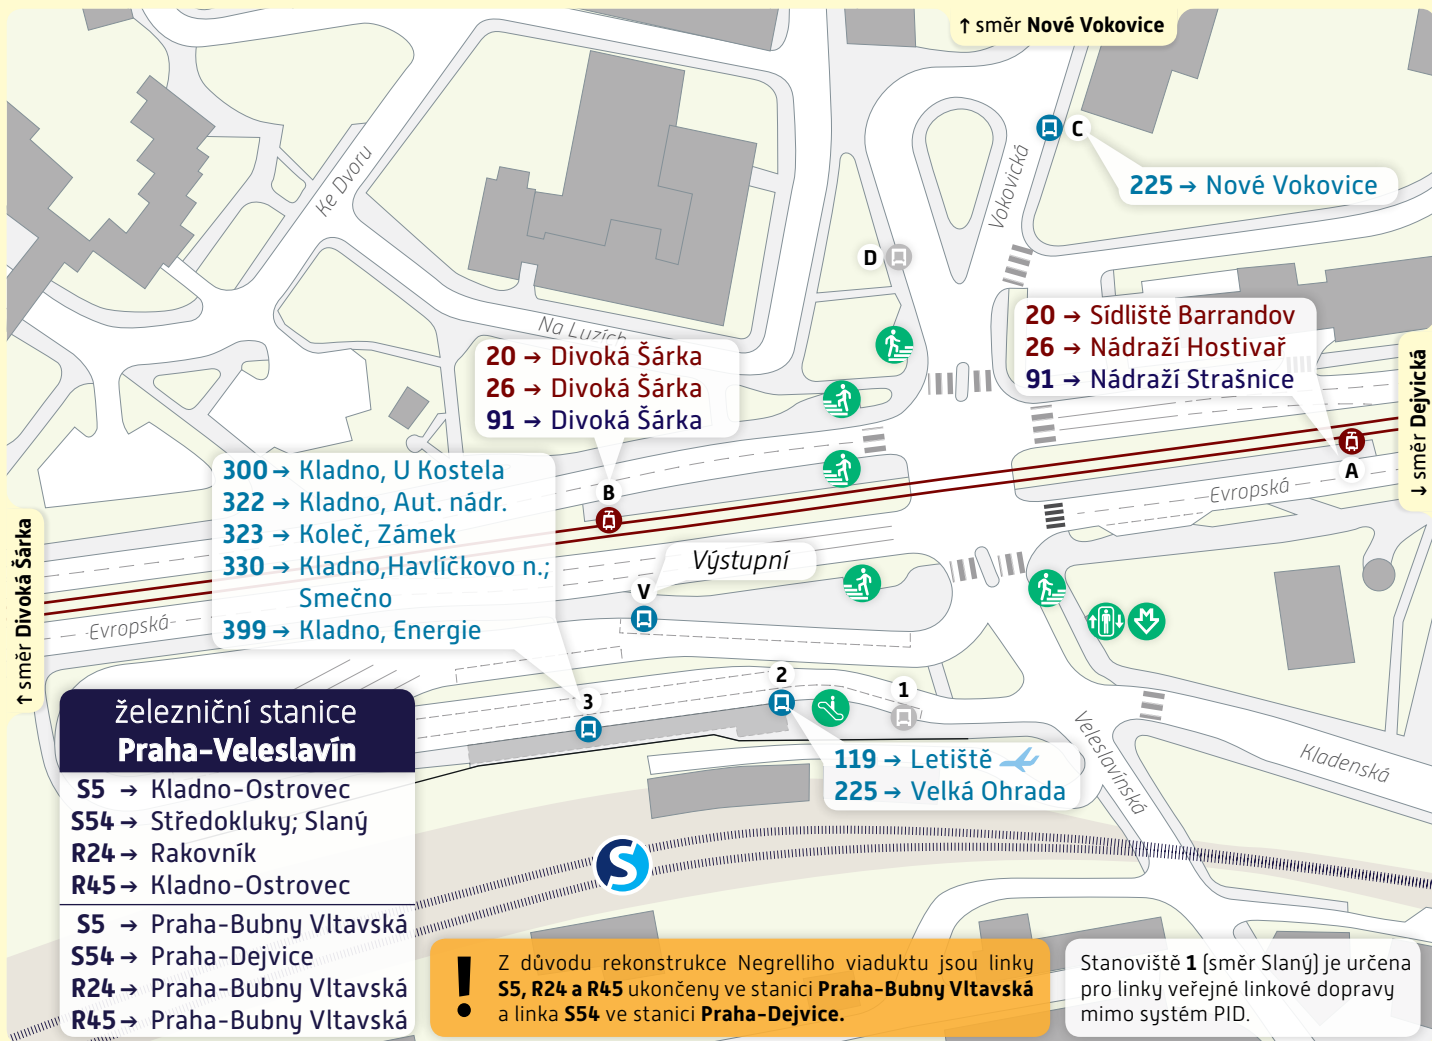 ↑ směr Nové Vokovice
C
225 → Nové Vokovice
Ke Dvoru
Vokovická
D
Na Luzích
20 → Divoká Šárka
26 → Divoká Šárka
91 → Divoká Šárka
20 → Sídliště Barrandov
26 → Nádraží Hostivař
91 → Nádraží Strašnice
↓ směr Dejvická
A
Evropská
B
300 → Kladno, U Kostela
322 → Kladno, Aut. nádr.
323 → Koleč, Zámek
330 → Kladno,Havlíčkovo n.;
Smečno
399 → Kladno, Energie
Výstupní
V
↑ směr Divoká Šárka
Evropská
M
3
2
1
119 → Letiště
225 → Velká Ohrada
Veleslavínská
Kladenská
železniční stanice
Praha-Veleslavín
S5 → Kladno-Ostrovec
S54 → Středokluky; Slaný
R24 → Rakovník
R45 → Kladno-Ostrovec
S5 → Praha-Bubny Vltavská
S54 → Praha-Dejvice
R24 → Praha-Bubny Vltavská
R45 → Praha-Bubny Vltavská
S
! Z důvodu rekonstrukce Negrelliho viaduktu jsou linky
S5, R24 a R45 ukončeny ve stanici Praha-Bubny Vltavská
a linka S54 ve stanici Praha-Dejvice.
Stanoviště 1 (směr Slaný) je určena
pro linky veřejné linkové dopravy
mimo systém PID.